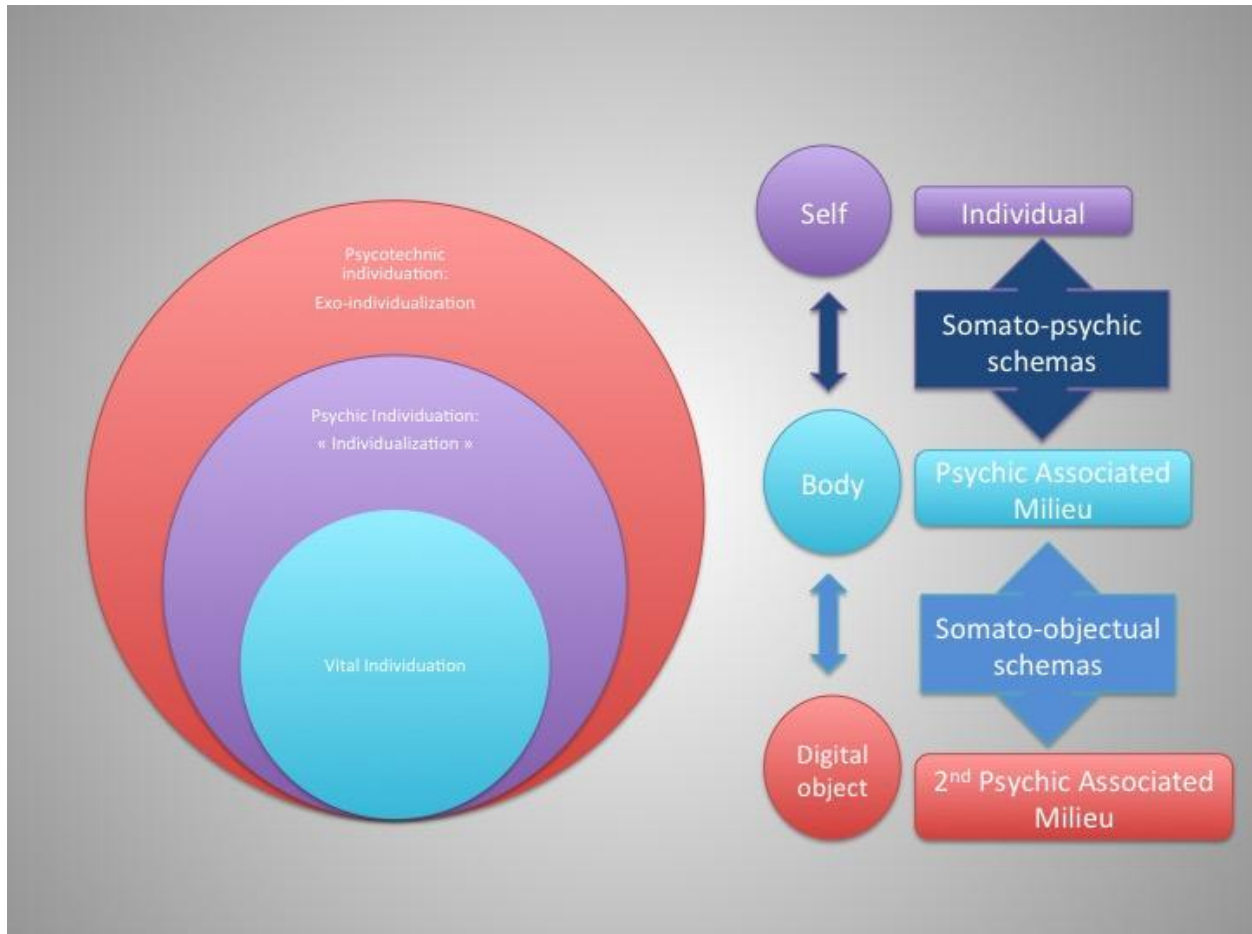 Psycotechnic
individuation:
Exo-individualization
Psychic Individuation:
« Individualization »
Vital Individuation
Self
Individual
Somato-psychic
schemas
Body
Psychic Associated
Milieu
Somato-objectual
schemas
Digital
object
2nd Psychic Associated
Milieu